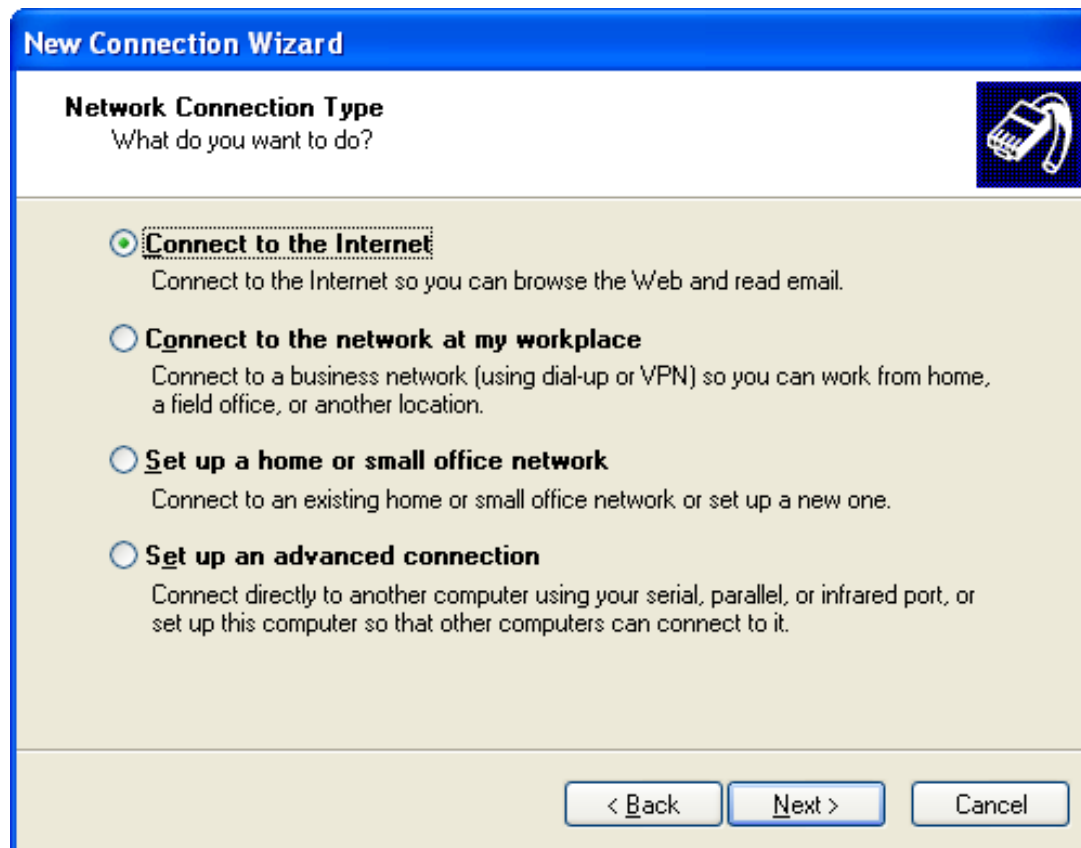 New Connection Wizard
Network Connection Type
What do you want to do?
Connect to the Internet
Connect to the Internet so you can browse the Web and read email.
Connect to the network at my workplace
Connect to a business network (using dial-up or VPN) so you can work from home,
a field office, or another location.
Set up a home or small office network
Connect to an existing home or small office network or set up a new one.
Set up an advanced connection
Connect directly to another computer using your serial, parallel, or infrared port, or
set up this computer so that other computers can connect to it.
< Back Next > Cancel